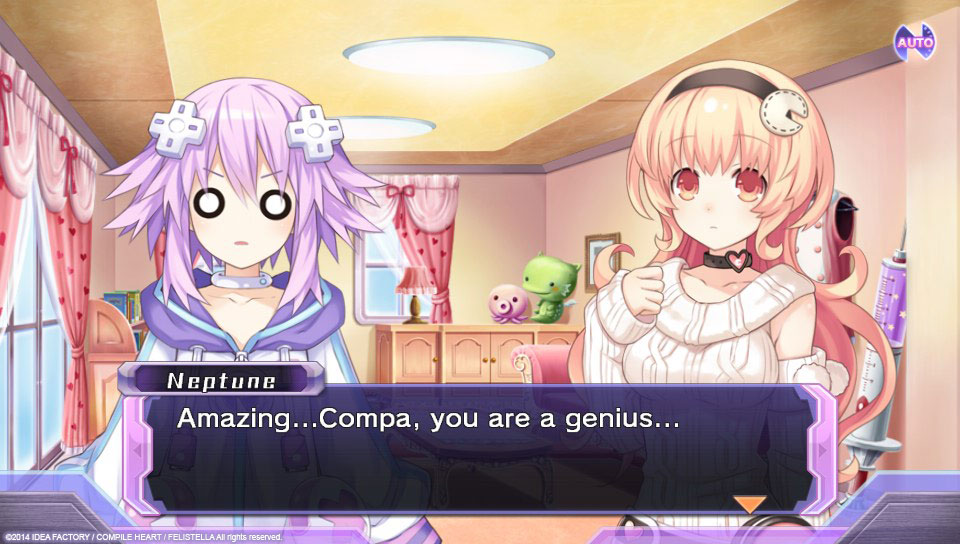 AUTO
Neptune
Amazing...Compa, you are a genius...
©2014 IDEA FACTORY / COMPILE HEART / FELISTELLA All rights reserved.